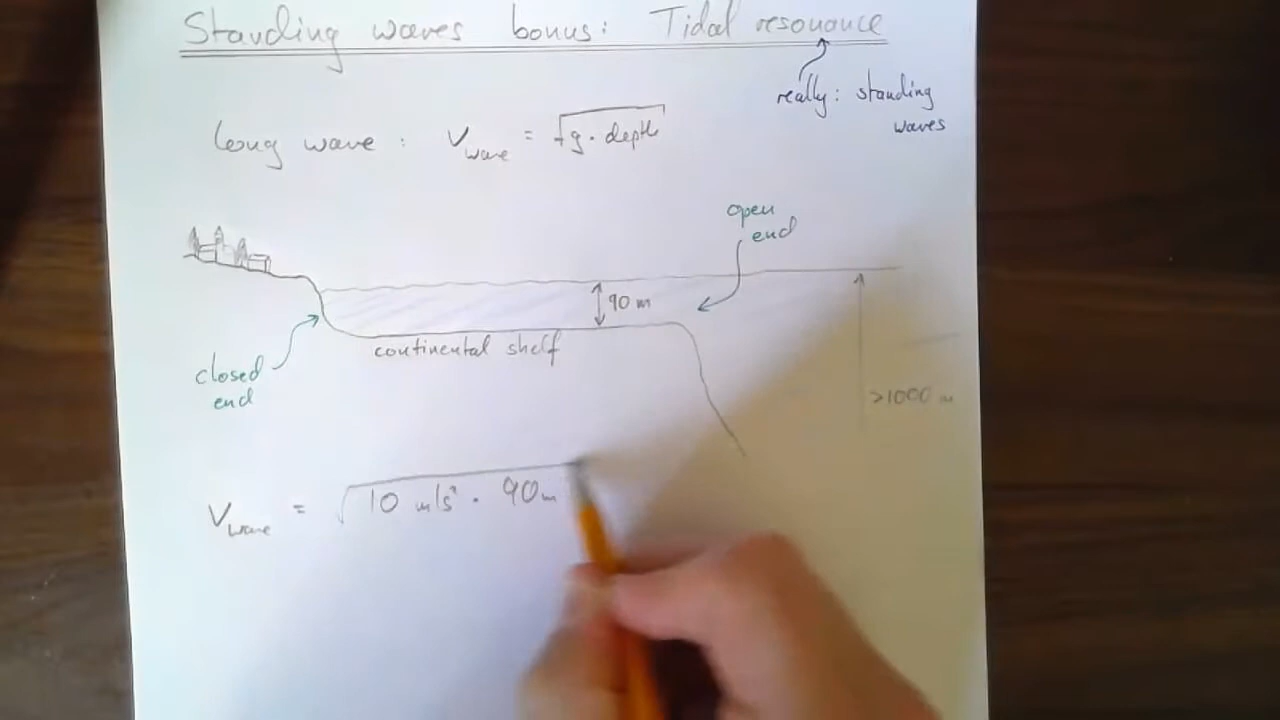 Standing waves bonus: Tidal resonance
really: standing
waves
long wave : v wave = √g · depth
open
end
90 m
continental shelf
closed
end
>1000 m
v wave = √10 m/s² · 90m